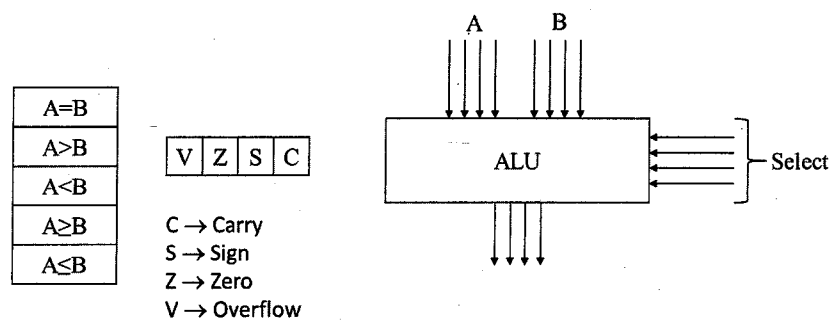 A=B
A>B
A<B
A≥B
A≤B
V Z S C
C → Carry
S → Sign
Z → Zero
V → Overflow
A B
ALU
Select